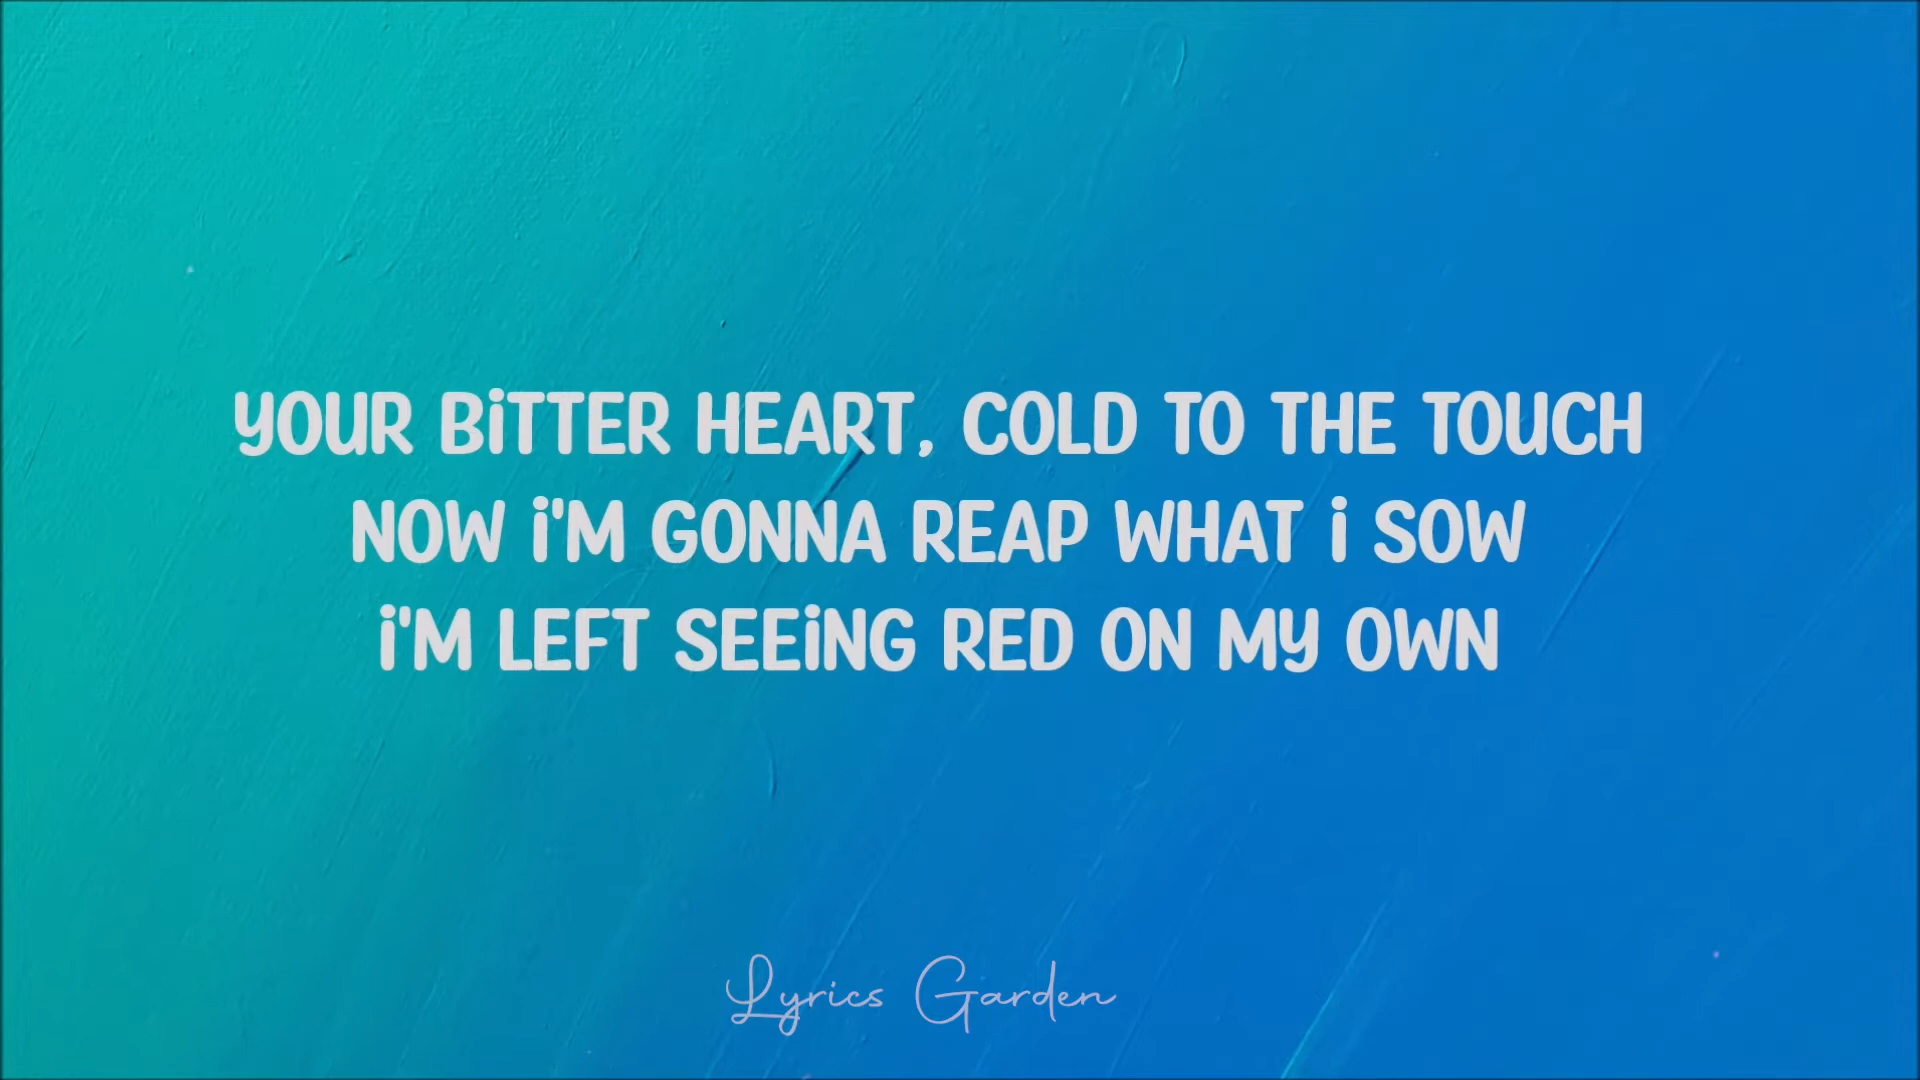 YOUR BiTTER HEART, COLD TO THE TOUCH
NOW i'M GONNA REAP WHAT i SOW
i'M LEFT SEEiNG RED ON MY OWN
Lyrics Garden